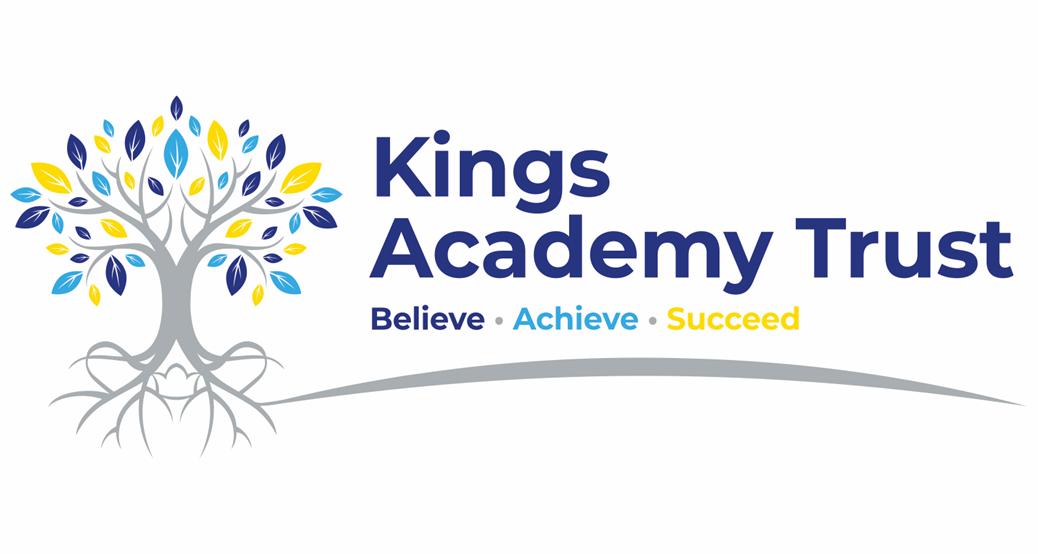 Kings
Academy Trust
Believe • Achieve • Succeed